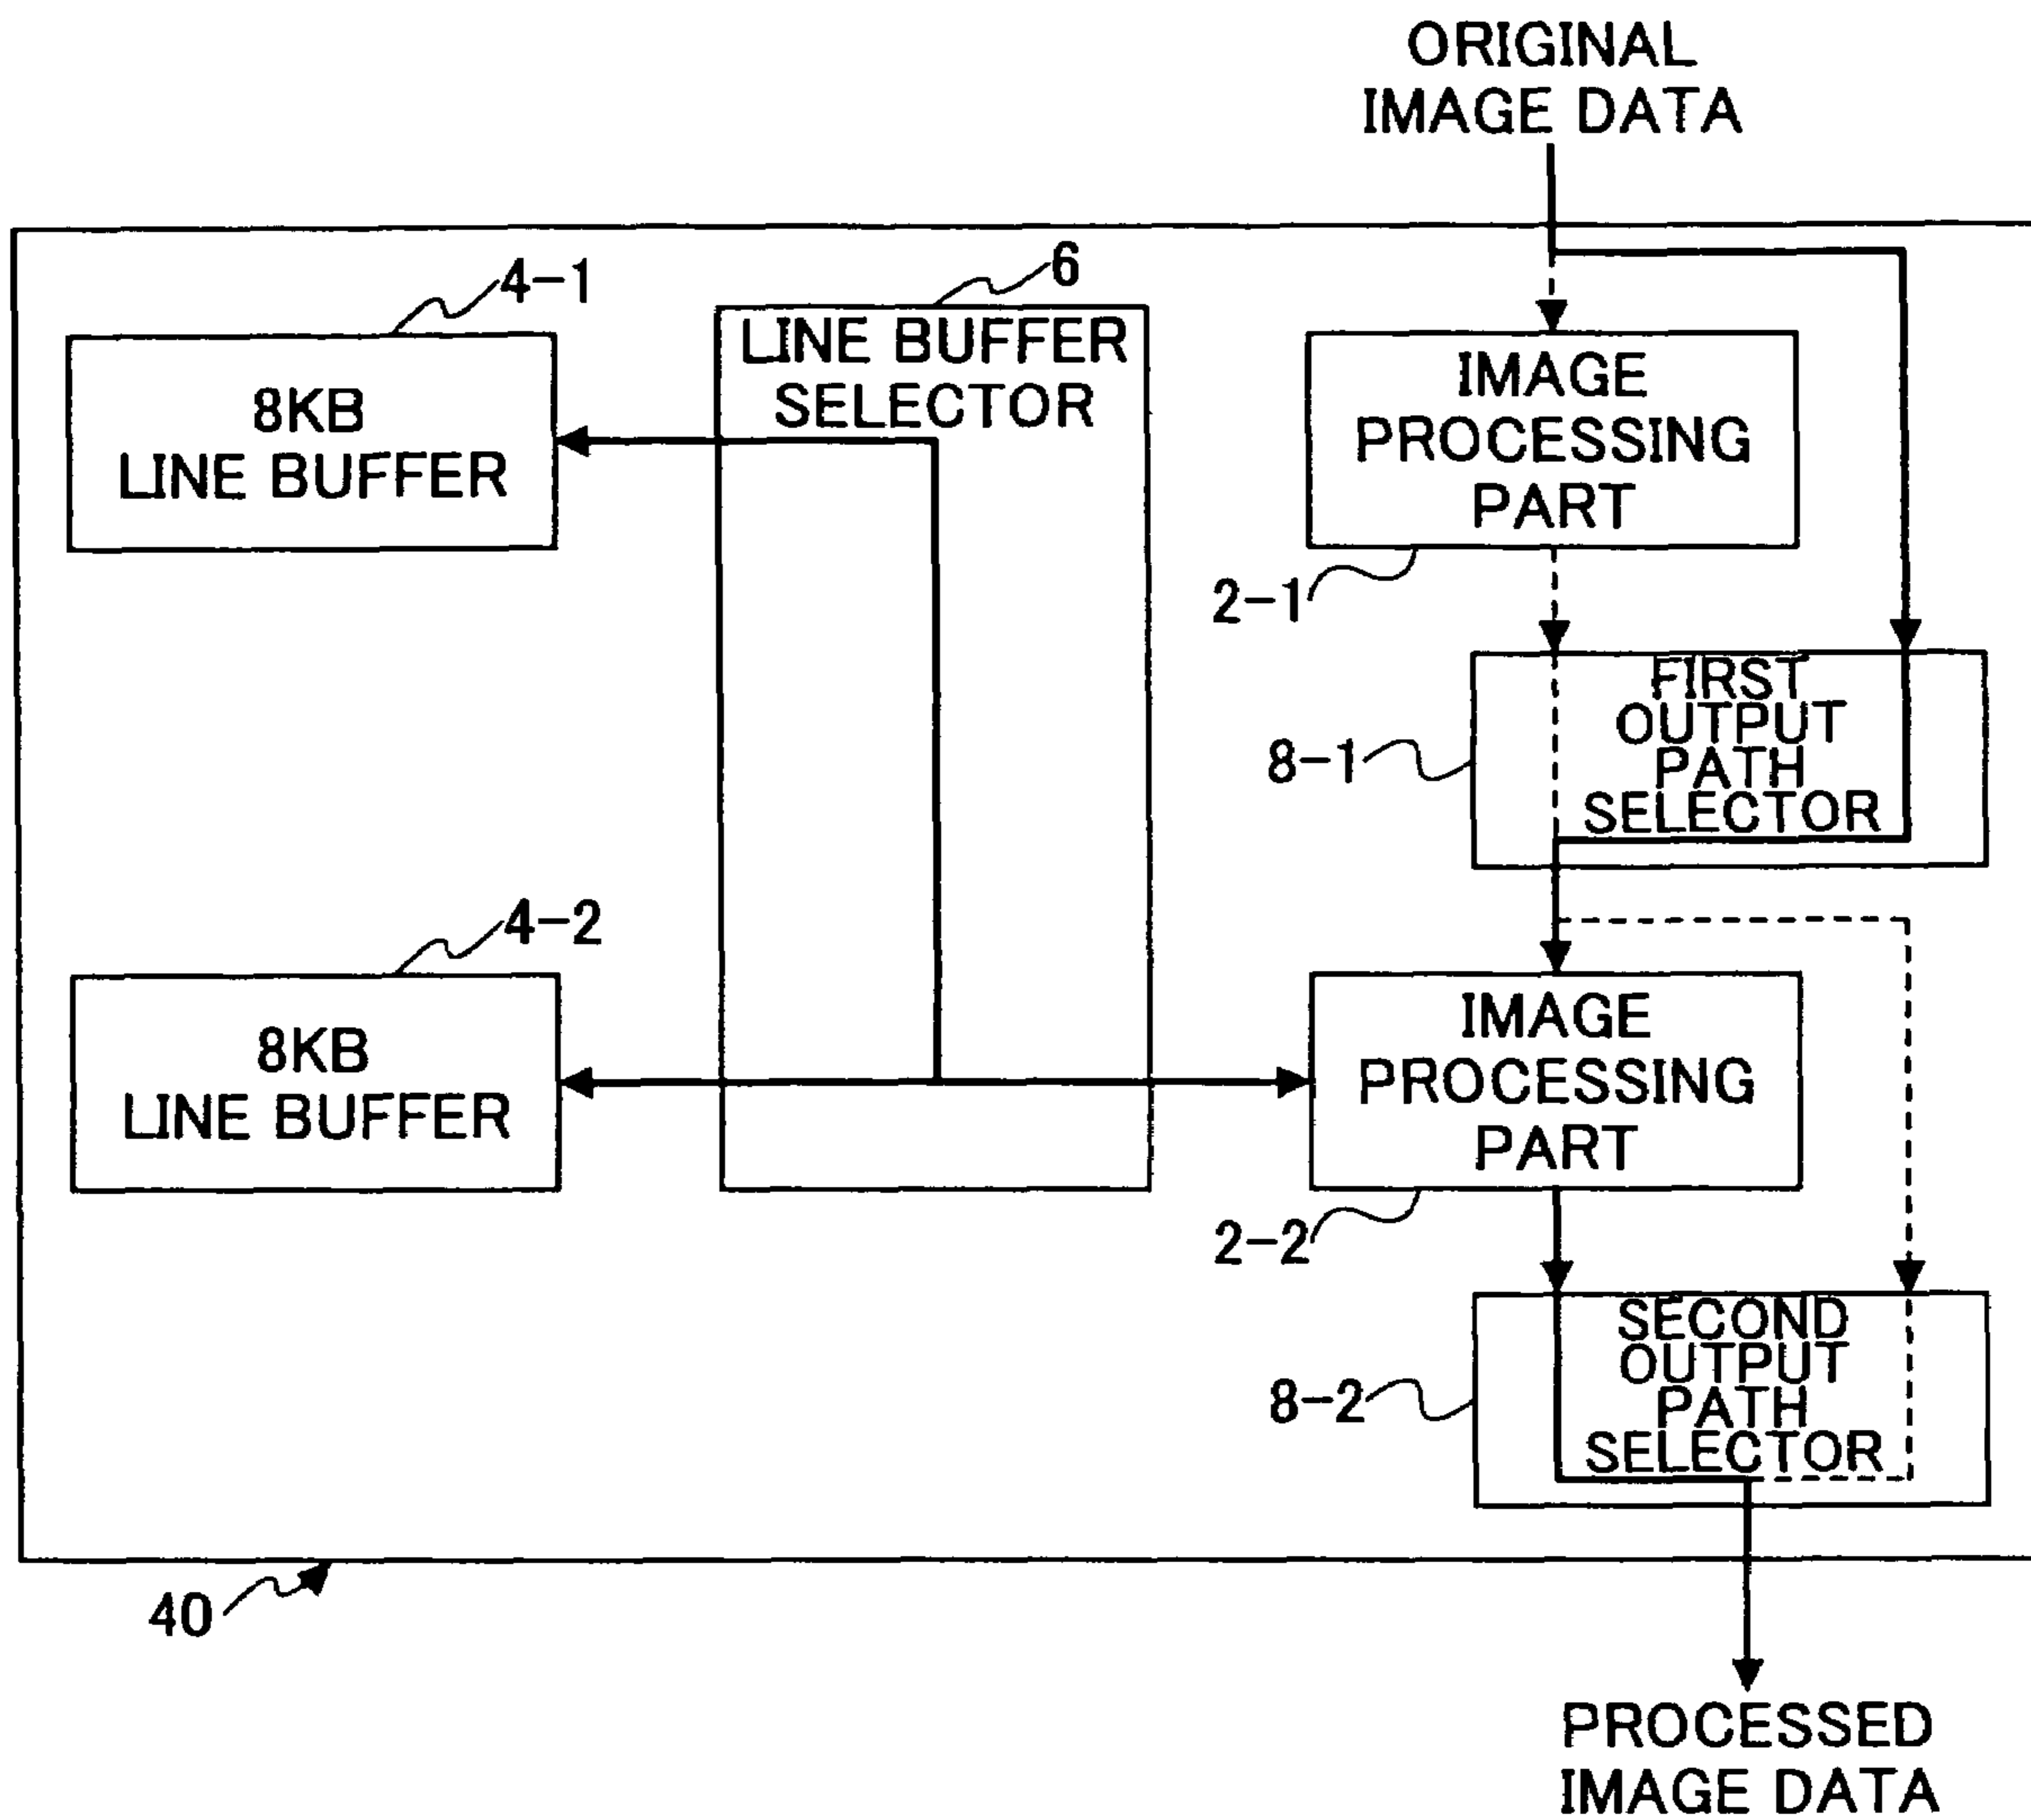 ORIGINAL
IMAGE DATA
4-1
6
8KB
LINE BUFFER
LINE BUFFER
SELECTOR
IMAGE
PROCESSING
PART
2-1
FIRST
OUTPUT
PATH
SELECTOR
8-1
4-2
8KB
LINE BUFFER
IMAGE
PROCESSING
PART
2-2
SECOND
OUTPUT
PATH
SELECTOR
8-2
40
PROCESSED
IMAGE DATA